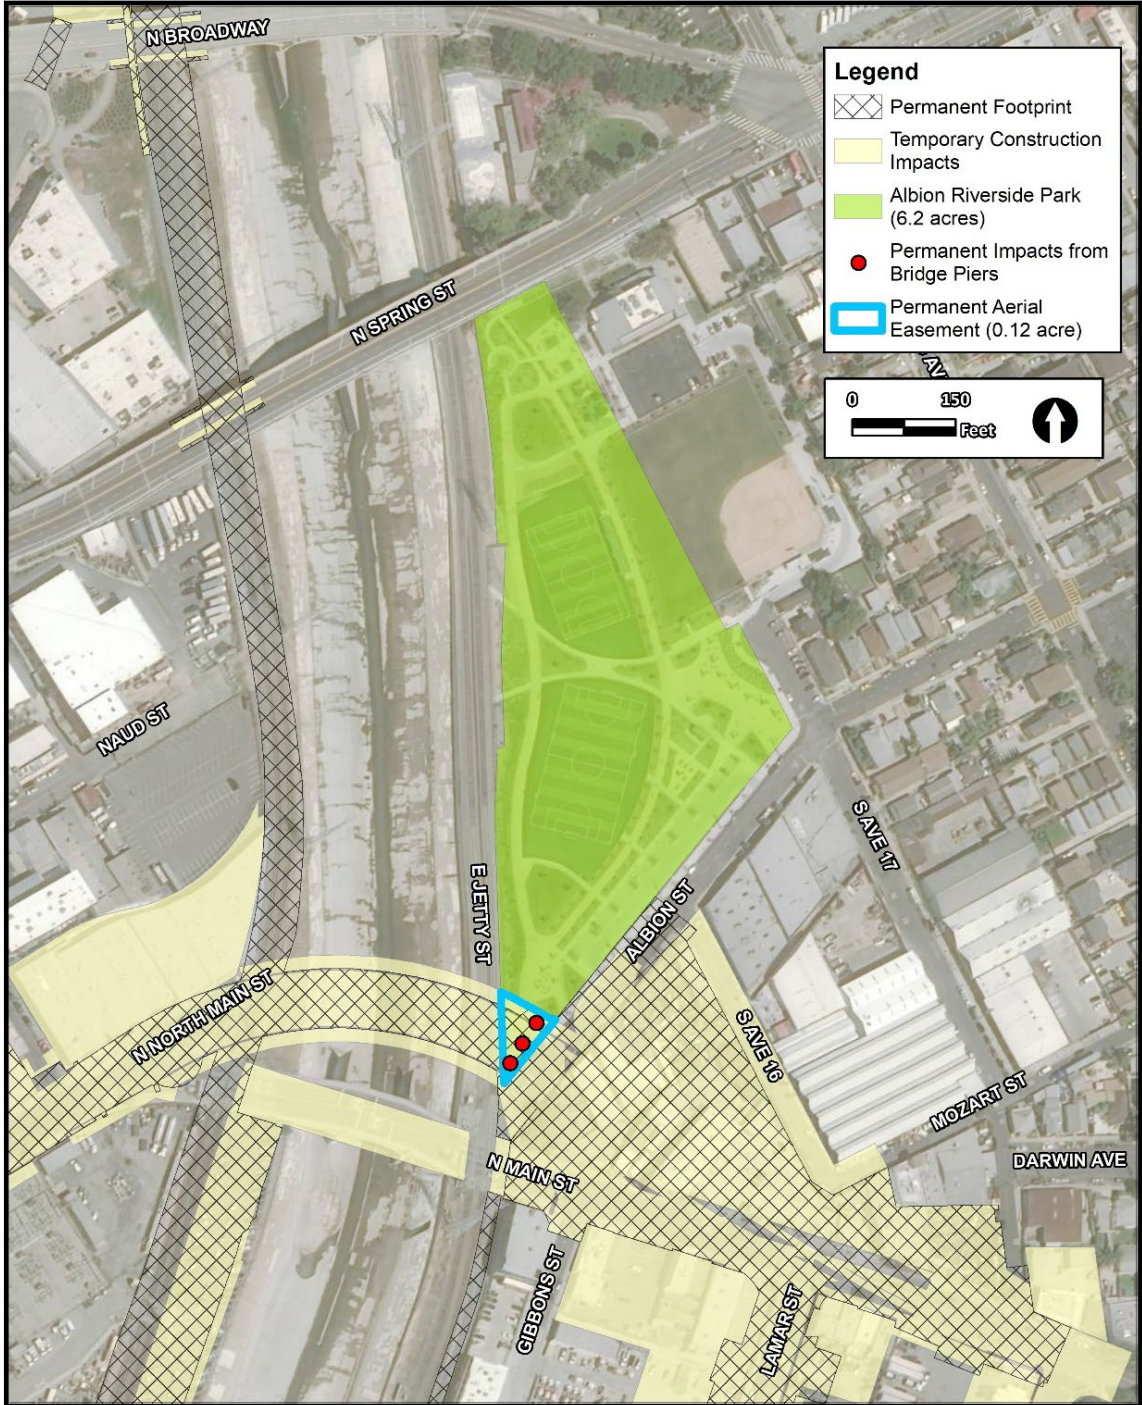 N BROADWAY
Legend
Permanent Footprint
Temporary Construction
Impacts
Albion Riverside Park
(6.2 acres)
Permanent Impacts from
Bridge Piers
Permanent Aerial
Easement (0.12 acre)
N SPRING ST
AV
0 150
Feet
NAUD ST
S AVE 17
E JETTY ST
ALBION ST
N NORTH MAIN ST
S AVE 16
MOZART ST
N MAIN ST
DARWIN AVE
GIBBONS ST
LAMAR ST